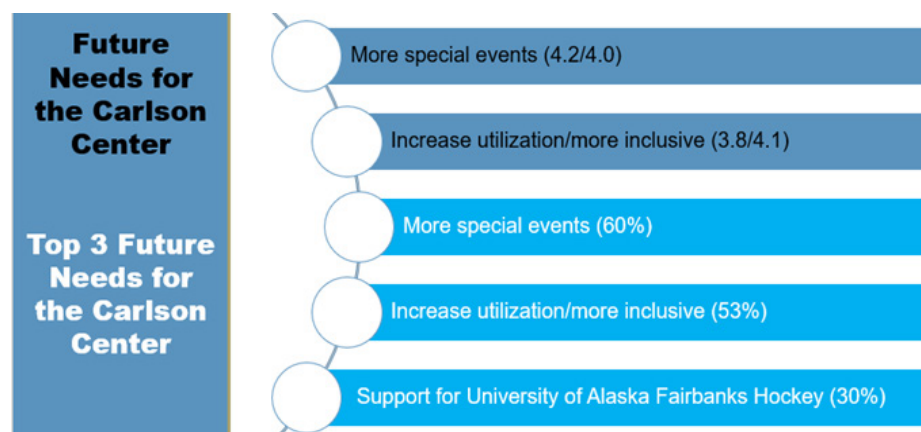 Future
Needs for
the Carlson
Center
Top 3 Future
Needs for
the Carlson
Center
More special events (4.2/4.0)
Increase utilization/more inclusive (3.8/4.1)
More special events (60%)
Increase utilization/more inclusive (53%)
Support for University of Alaska Fairbanks Hockey (30%)